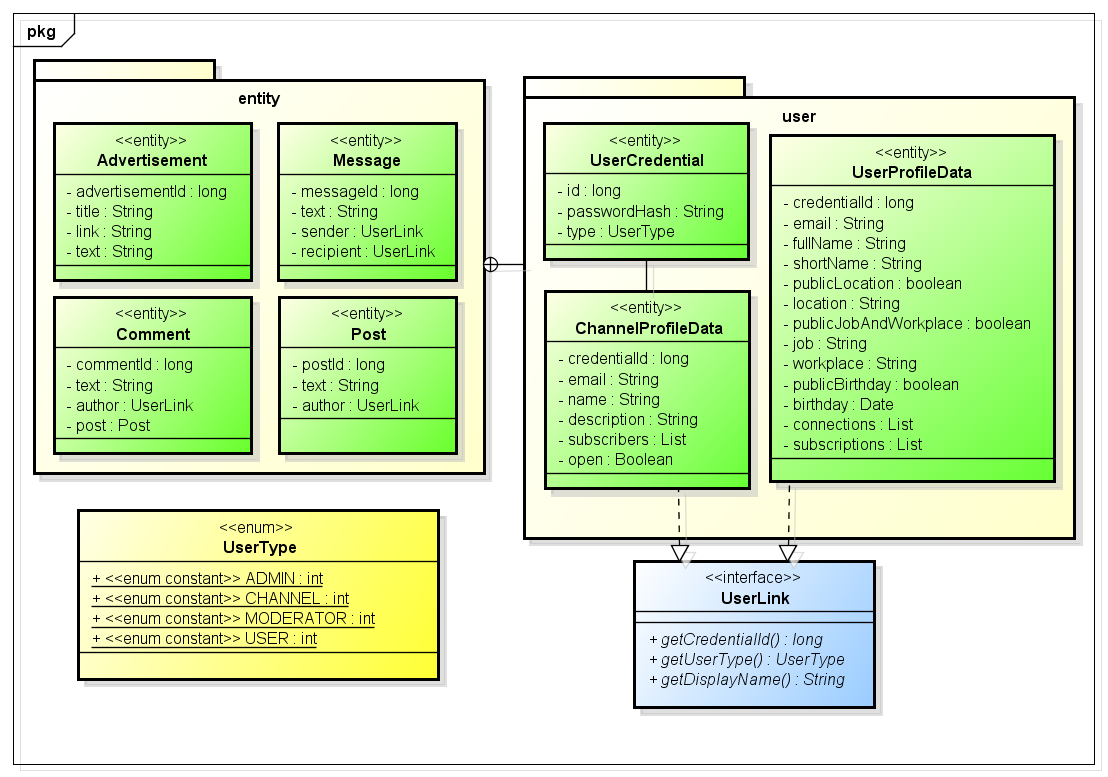 pkg
entity
<<entity>>
Advertisement
- advertisementId : long
- title : String
- link : String
- text : String
<<entity>>
Message
- messageId : long
- text : String
- sender : UserLink
- recipient : UserLink
<<entity>>
Comment
- commentId : long
- text : String
- author : UserLink
- post : Post
<<entity>>
Post
- postId : long
- text : String
- author : UserLink
user
<<entity>>
UserCredential
- id : long
- passwordHash : String
- type : UserType
<<entity>>
ChannelProfileData
- credentialId : long
- email : String
- name : String
- description : String
- subscribers : List
- open : Boolean
<<entity>>
UserProfileData
- credentialId : long
- email : String
- fullName : String
- shortName : String
- publicLocation : boolean
- location : String
- publicJobAndWorkplace : boolean
- job : String
- workplace : String
- publicBirthday : boolean
- birthday : Date
- connections : List
- subscriptions : List
<<enum>>
UserType
+ <<enum constant>> ADMIN : int
+ <<enum constant>> CHANNEL : int
+ <<enum constant>> MODERATOR : int
+ <<enum constant>> USER : int
<<interface>>
UserLink
+ getCredentialId() : long
+ getUserType() : UserType
+ getDisplayName() : String